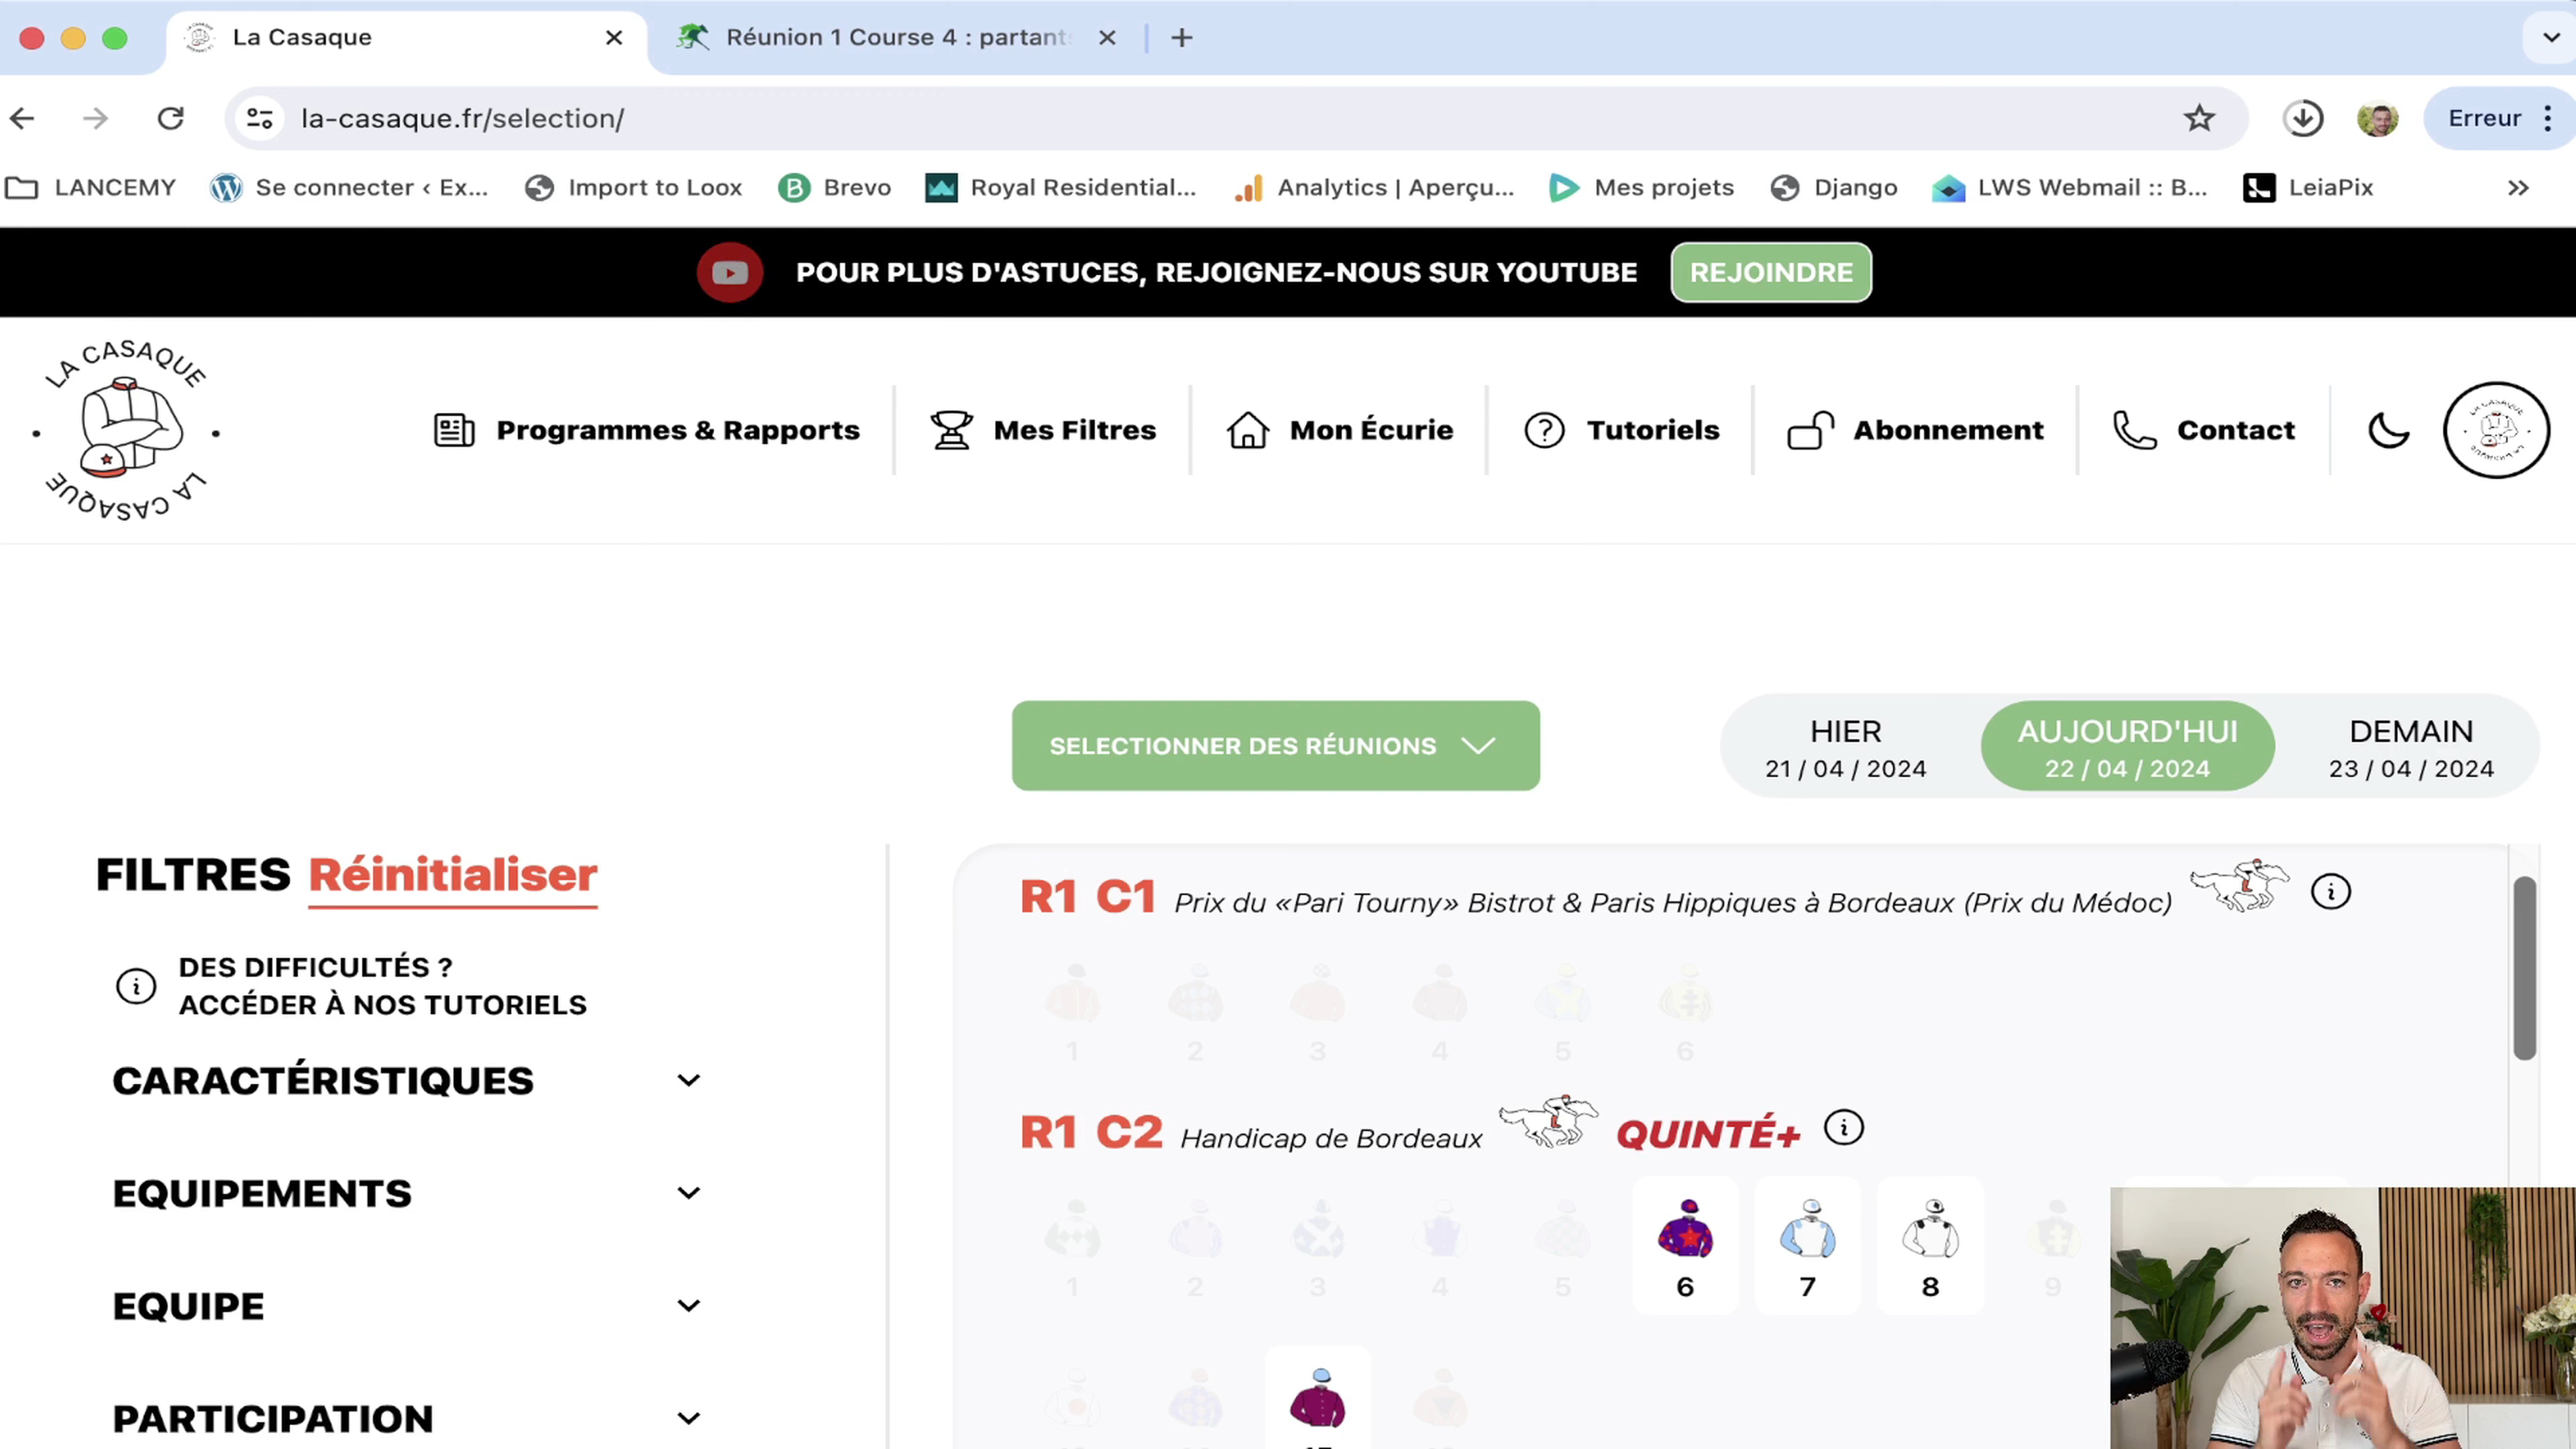 La Casaque
Réunion 1 Course 4 : partants
la-casaque.fr/selection/
Erreur
LANCEMY
Se connecter ‹ Ex...
Import to Loox
Brevo
Royal Residential...
Analytics | Aperçu...
Mes projets
Django
LWS Webmail :: B...
LeiaPix
POUR PLUS D'ASTUCES, REJOIGNEZ-NOUS SUR YOUTUBE
REJOINDRE
LA CASAQUE
LA CASAQUE
Programmes & Rapports
Mes Filtres
Mon Écurie
Tutoriels
Abonnement
Contact
SELECTIONNER DES RÉUNIONS
HIER
21 / 04 / 2024
AUJOURD'HUI
22 / 04 / 2024
DEMAIN
23 / 04 / 2024
FILTRES Réinitialiser
DES DIFFICULTÉS ?
ACCÉDER À NOS TUTORIELS
CARACTÉRISTIQUES
EQUIPEMENTS
EQUIPE
PARTICIPATION
R1 C1 Prix du «Pari Tourny» Bistrot & Paris Hippiques à Bordeaux (Prix du Médoc)
1 2 3 4 5 6
R1 C2 Handicap de Bordeaux QUINTÉ+
1 2 3 4 5 6 7 8 9